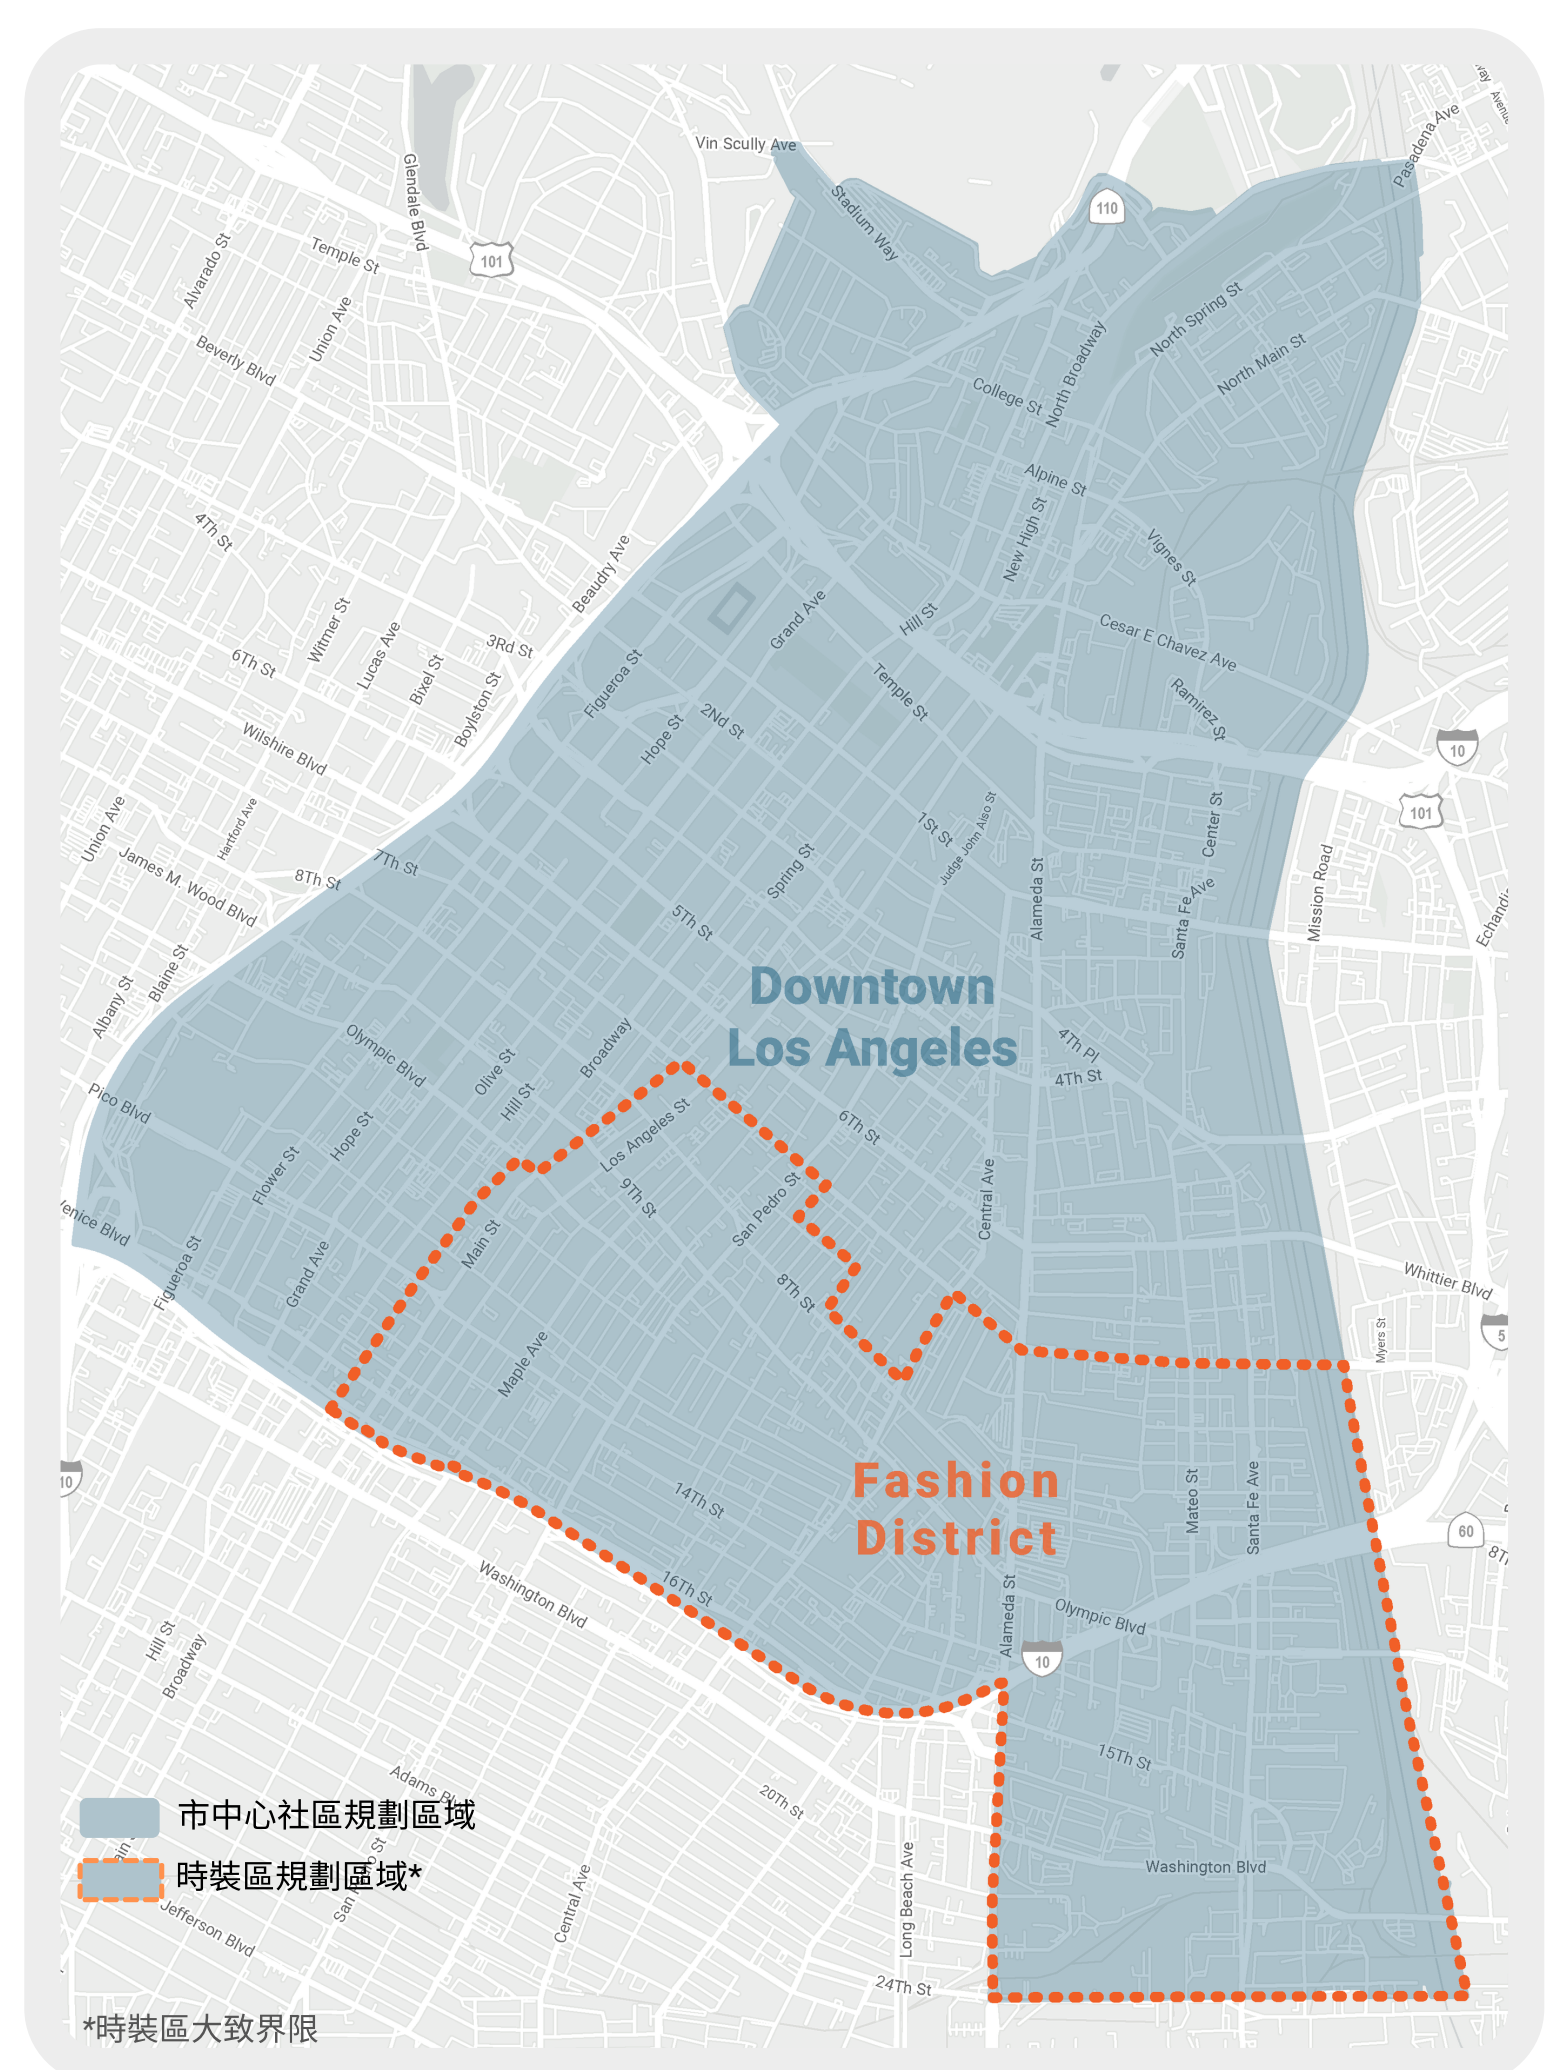 Vin Scully Ave
Pasadena Ave
Glendale Blvd
Stadium Way
110
Alvarado St
Temple St
101
Union Ave
North Spring St
Beverly Blvd
North Broadway
North Main St
College St
Alpine St
4Th St
New High St
Vignes St
Beaudry Ave
Grand Ave
Hill St
Witmer St
Lucas Ave
3Rd St
Cesar E Chavez Ave
6Th St
Bixel St
Boylston St
Figueroa St
Temple St
Ramirez St
Hope St
2Nd St
Wilshire Blvd
10
Union Ave
Hartford Ave
1St St
Judge John Aiso St
Center St
101
James M. Wood Blvd
7Th St
8Th St
Spring St
Alameda St
Mission Road
5Th St
Santa Fe Ave
Blaine St
Albany St
Downtown
Los Angeles
Olympic Blvd
Olive St
Broadway
4Th Pl
4Th St
Pico Blvd
Hill St
Hope St
Los Angeles St
6Th St
Flower St
9Th St
San Pedro St
Central Ave
Venice Blvd
Figueroa St
Grand Ave
Main St
8Th St
Whittier Blvd
Maple Ave
Myers St
5
10
Fashion
District
14Th St
Mateo St
Santa Fe Ave
60
Washington Blvd
16Th St
Alameda St
Olympic Blvd
Hill St
Broadway
10
15Th St
Adams Blvd
20Th St
市中心社區規劃區域
時裝區規劃區域*
Washington Blvd
Long Beach Ave
Central Ave
Jefferson Blvd
24Th St
*時裝區大致界限